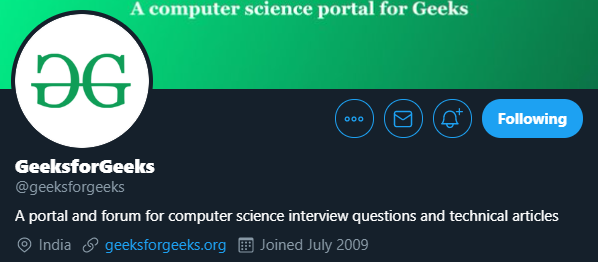 A computer science portal for Geeks
Following
GeeksforGeeks
@geeksforgeeks
A portal and forum for computer science interview questions and technical articles
India geeksforgeeks.org Joined July 2009